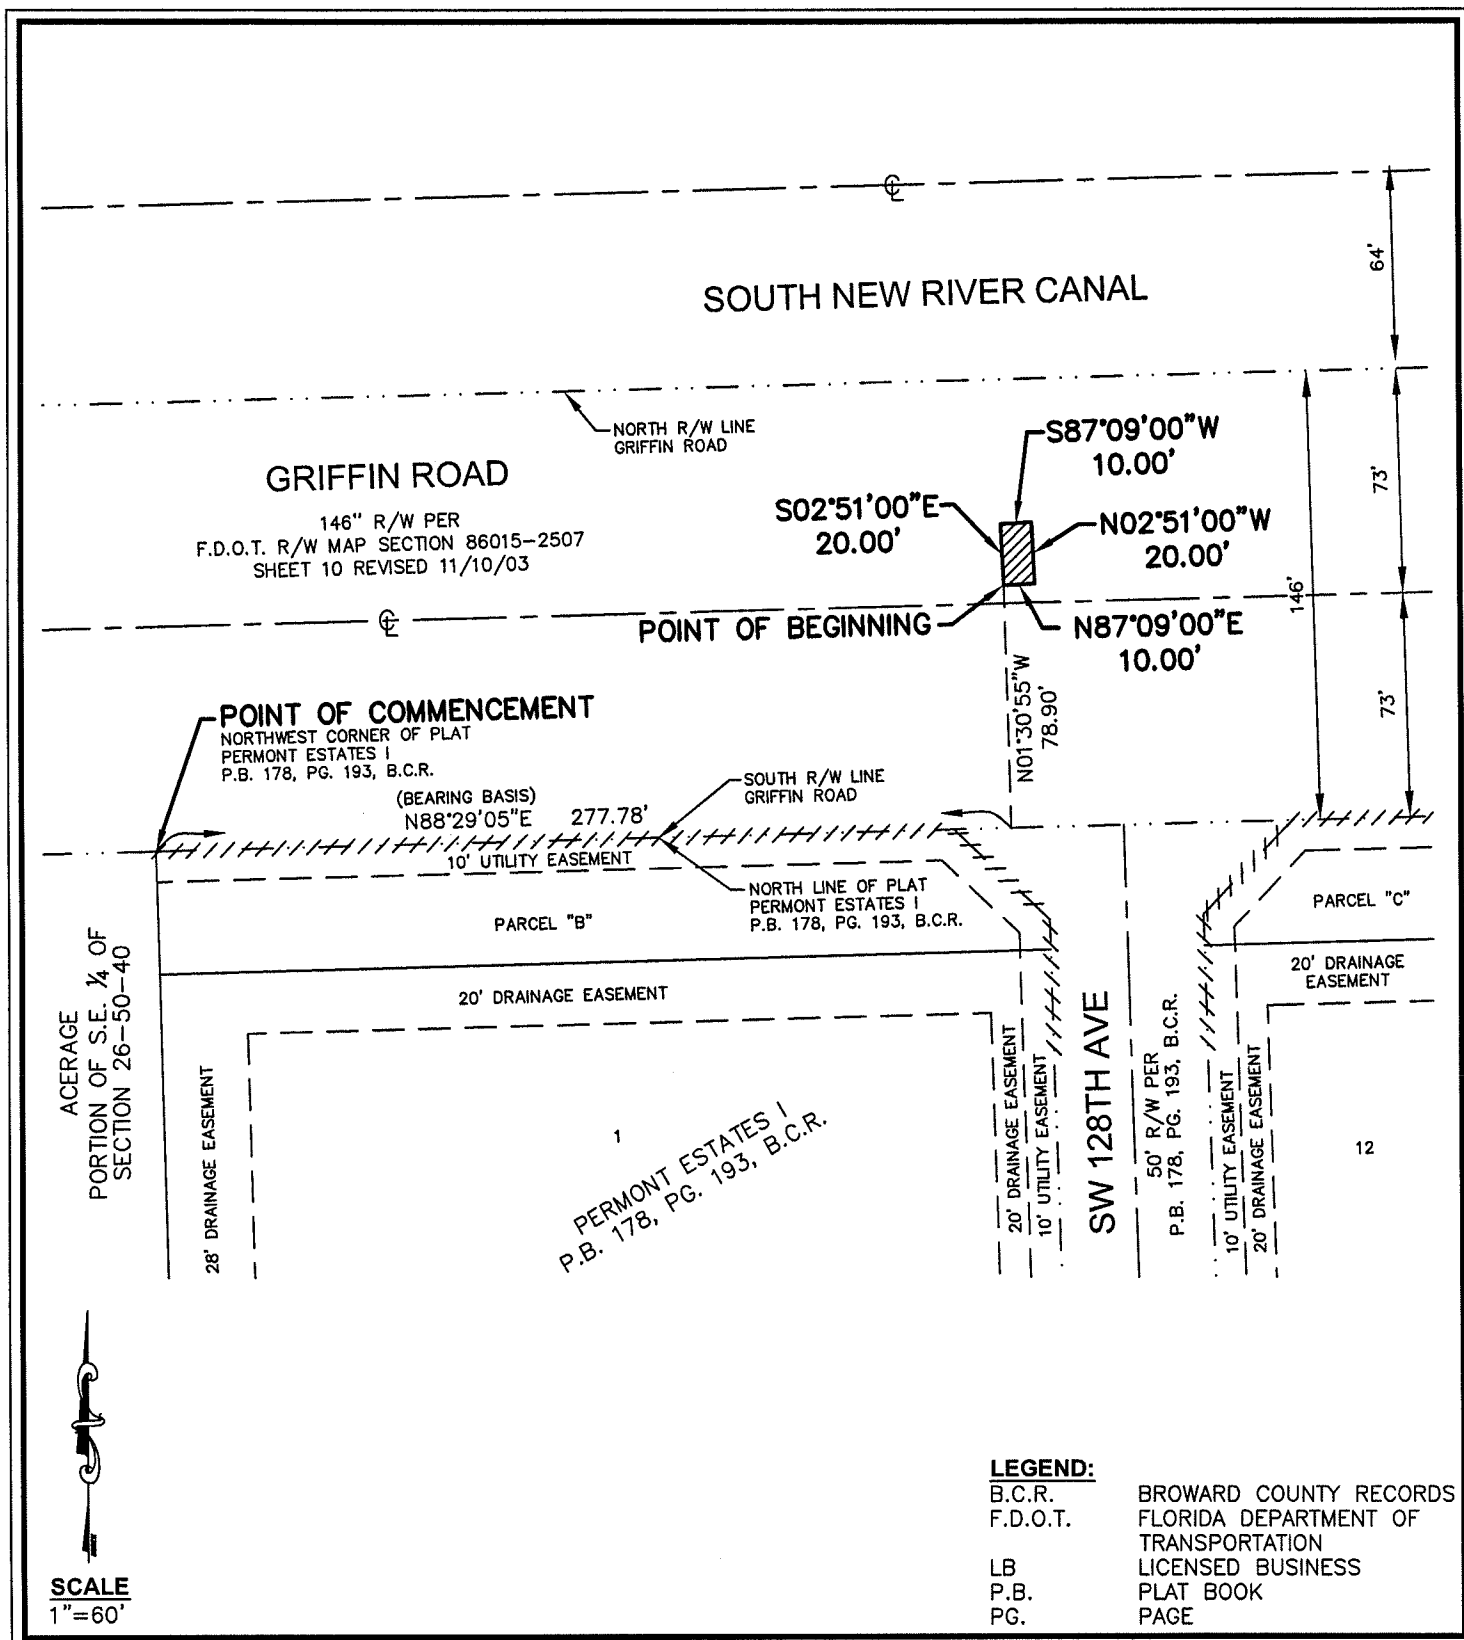 ℄
64'
SOUTH NEW RIVER CANAL
NORTH R/W LINE
GRIFFIN ROAD
GRIFFIN ROAD
146" R/W PER
F.D.O.T. R/W MAP SECTION 86015-2507
SHEET 10 REVISED 11/10/03
S87°09'00"W
10.00'
S02°51'00"E
20.00'
N02°51'00"W
20.00'
73'
146'
℄
POINT OF BEGINNING
N87°09'00"E
10.00'
N01°30'55"W
78.90'
73'
POINT OF COMMENCEMENT
NORTHWEST CORNER OF PLAT
PERMONT ESTATES I
P.B. 178, PG. 193, B.C.R.
(BEARING BASIS)
N88°29'05"E 277.78'
SOUTH R/W LINE
GRIFFIN ROAD
10' UTILITY EASEMENT
NORTH LINE OF PLAT
PERMONT ESTATES I
P.B. 178, PG. 193, B.C.R.
PARCEL "B"
PARCEL "C"
20' DRAINAGE EASEMENT
20' DRAINAGE
EASEMENT
ACERAGE
PORTION OF S.E. ¼ OF
SECTION 26-50-40
28' DRAINAGE EASEMENT
1
PERMONT ESTATES I
P.B. 178, PG. 193, B.C.R.
20' DRAINAGE EASEMENT
10' UTILITY EASEMENT
SW 128TH AVE
50' R/W PER
P.B. 178, PG. 193, B.C.R.
10' UTILITY EASEMENT
20' DRAINAGE EASEMENT
12
SCALE
1"=60'
LEGEND:
B.C.R. BROWARD COUNTY RECORDS
F.D.O.T. FLORIDA DEPARTMENT OF
TRANSPORTATION
LB LICENSED BUSINESS
P.B. PLAT BOOK
PG. PAGE